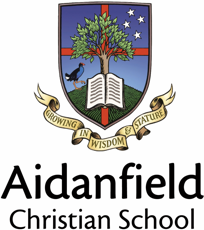 GROWING IN WISDOM & STATURE
Aidanfield
Christian School